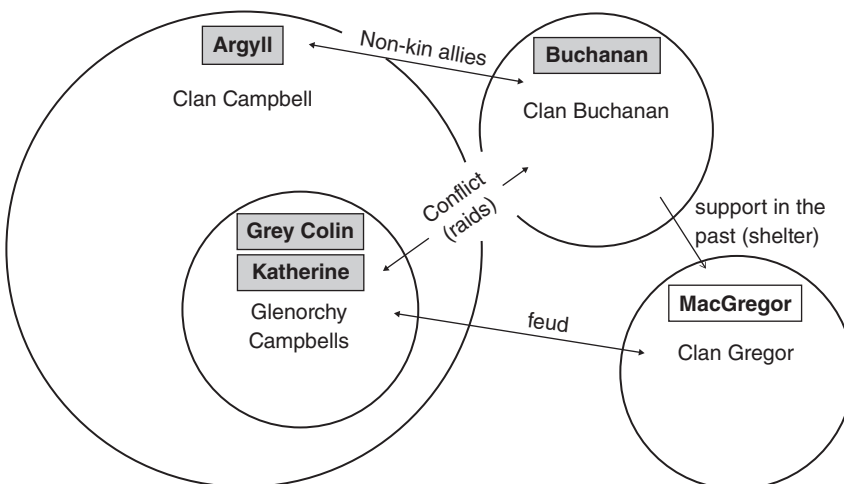 Argyll
Non-kin allies
Buchanan
Clan Campbell
Clan Buchanan
Conflict
(raids)
support in the
past (shelter)
Grey Colin
Katherine
Glenorchy
Campbells
feud
MacGregor
Clan Gregor